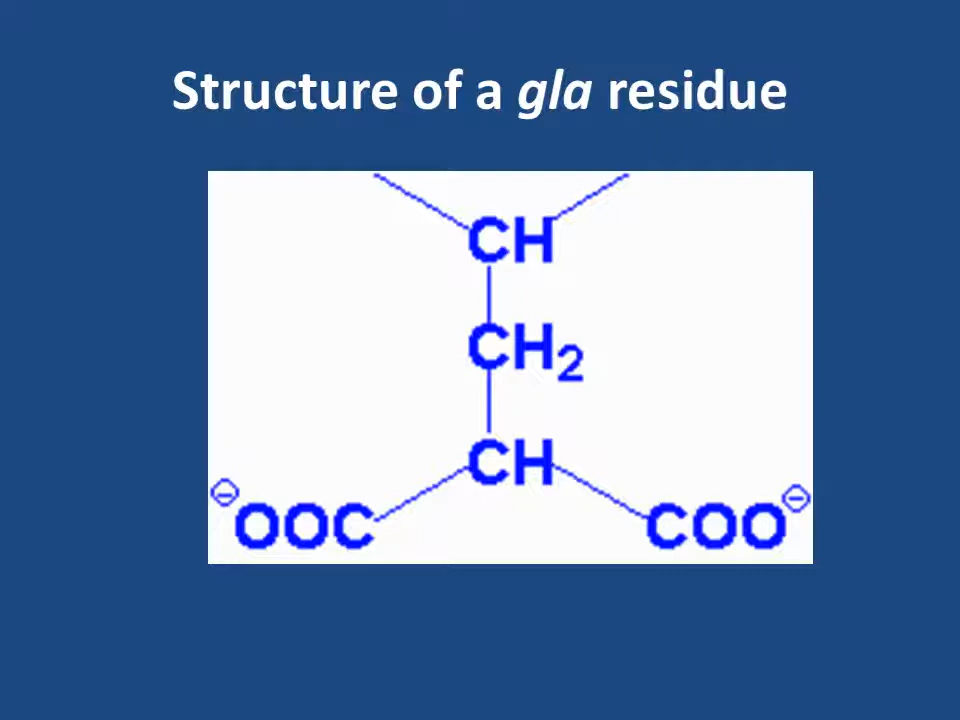 Structure of a gla residue
CH
CH2
CH
⊖OOC COO⊖